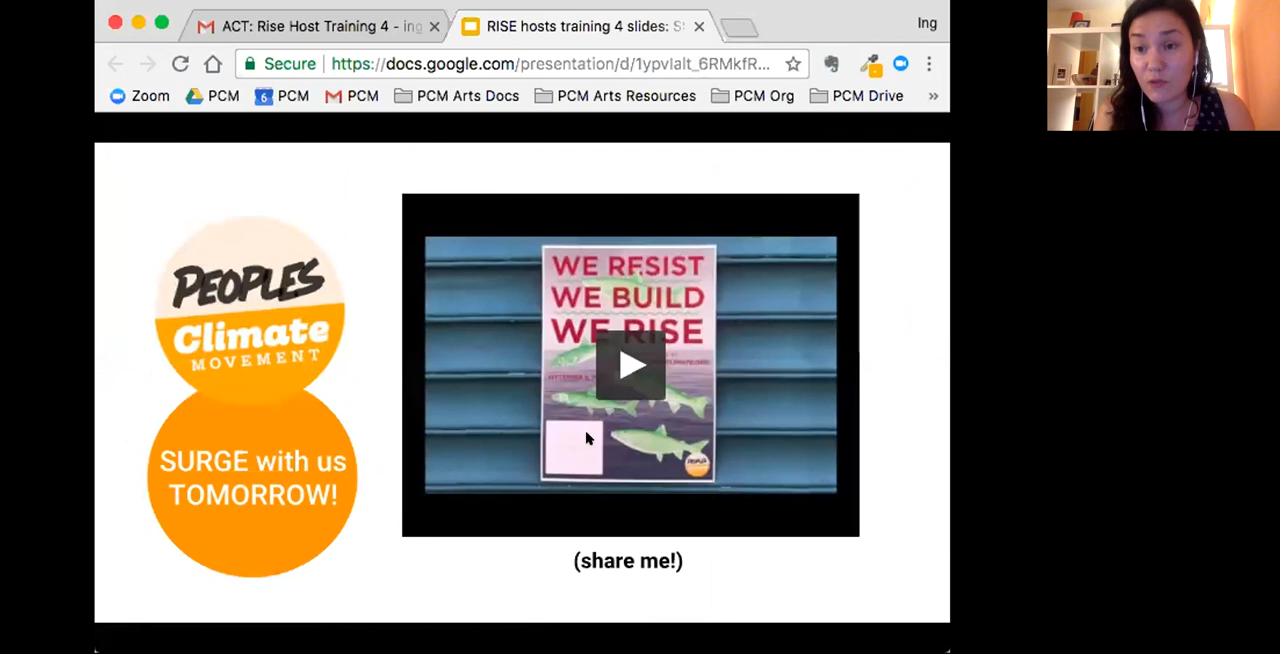 ACT: Rise Host Training 4 - ing
RISE hosts training 4 slides: S
Ing
Secure
https://docs.google.com/presentation/d/1ypvIalt_6RMkfR...
Zoom
PCM
6
PCM
PCM
PCM Arts Docs
PCM Arts Resources
PCM Org
PCM Drive
»
PEOPLES
Climate
MOVEMENT
SURGE with us
TOMORROW!
WE RESIST
WE BUILD
WE RISE
(share me!)